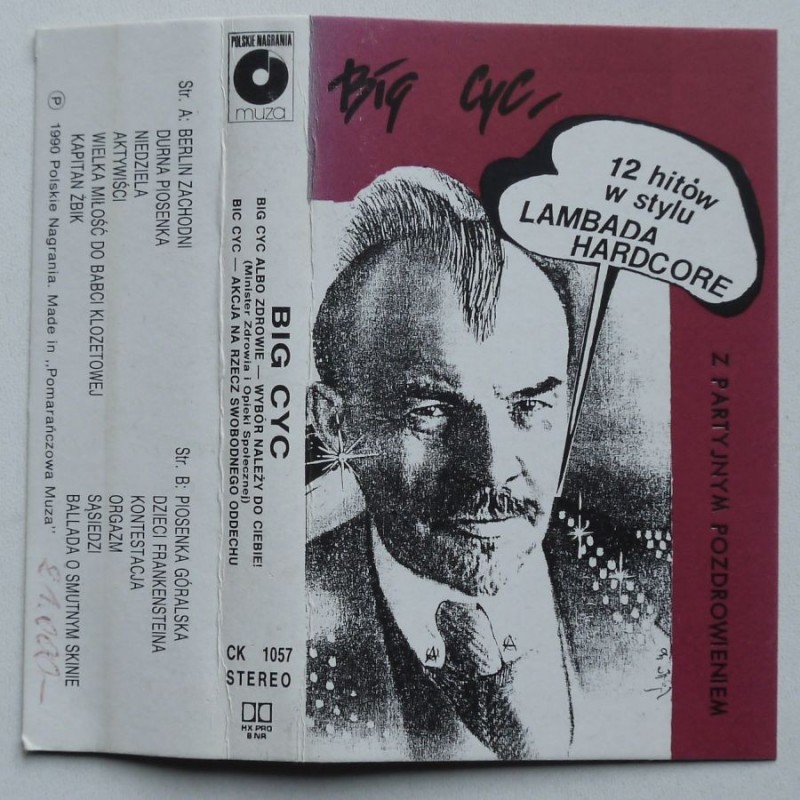 Big Cyc
12 hitów
w stylu
LAMBADA
HARDCORE
Z PARTYJNYM POZDROWIENIEM
POLSKIE NAGRANIA
muza
BIG CYC
BIG CYC ALBO ZDROWIE — WYBÓR NALEŻY DO CIEBIE!
(Minister Zdrowia i Opieki Społecznej)
BIC CYC — AKCJA NA RZECZ SWOBODNEGO ODDECHU
CK 1057
STEREO
HX PRO
B NR
Str. A: BERLIN ZACHODNI
DURNA PIOSENKA
NIEDZIELA
AKTYWIŚCI
WIELKA MIŁOŚĆ DO BABCI KLOZETOWEJ
KAPITAN ŻBIK
Str. B: PIOSENKA GÓRALSKA
DZIECI FRANKENSTEINA
KONTESTACJA
ORGAZM
SĄSIEDZI
BALLADA O SMUTNYM SKINIE
Ⓟ 1990 Polskie Nagrania. Made in „Pomarańczowa Muza"